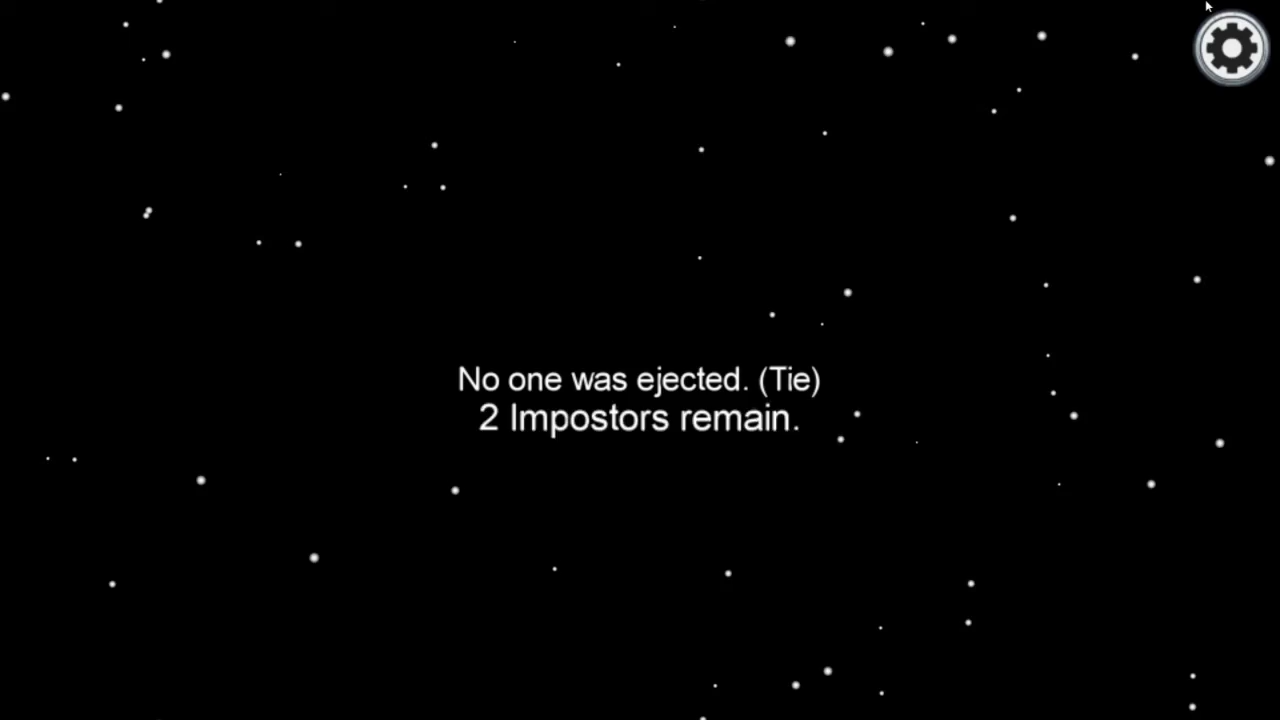 No one was ejected. (Tie)
2 Impostors remain.